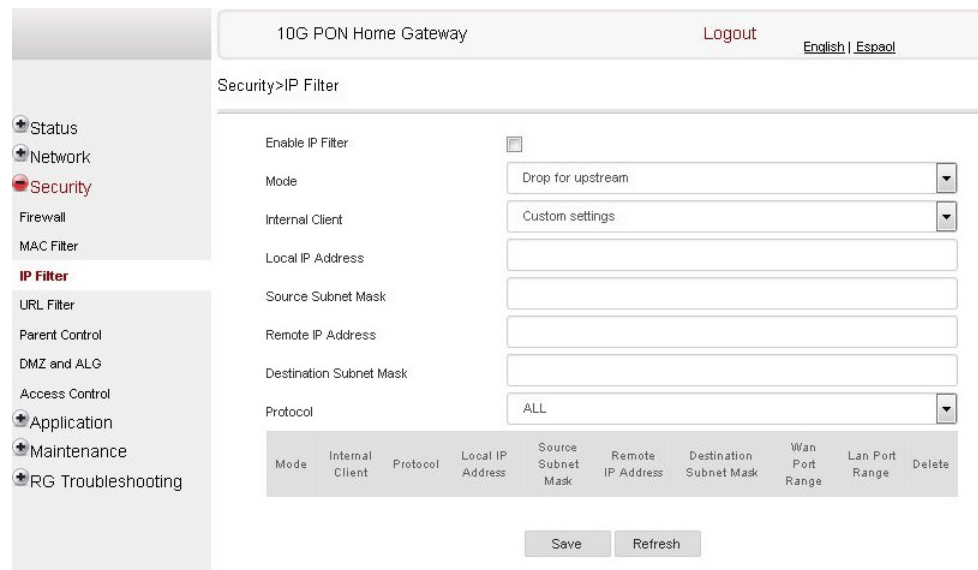 10G PON Home Gateway
Logout
English | Espaol
Security>IP Filter
Status
Network
Security
Firewall
MAC Filter
IP Filter
URL Filter
Parent Control
DMZ and ALG
Access Control
Application
Maintenance
RG Troubleshooting
Enable IP Filter
Mode
Drop for upstream
Internal Client
Custom settings
Local IP Address
Source Subnet Mask
Remote IP Address
Destination Subnet Mask
Protocol
ALL
Mode
Internal
Client
Protocol
Local IP
Address
Source
Subnet
Mask
Remote
IP Address
Destination
Subnet Mask
Wan
Port
Range
Lan Port
Range
Delete
Save
Refresh